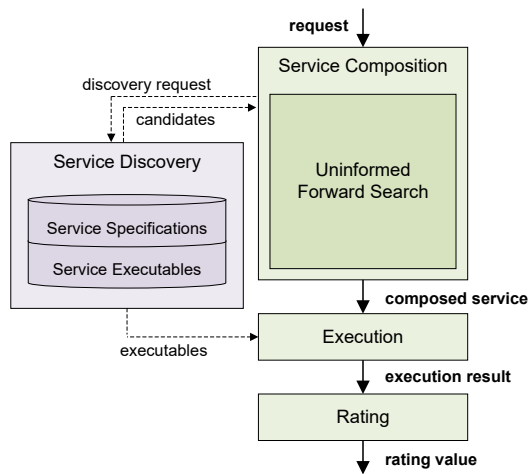 request
Service Composition
discovery request
candidates
Service Discovery
Uninformed
Forward Search
Service Specifications
Service Executables
composed service
executables
Execution
execution result
Rating
rating value